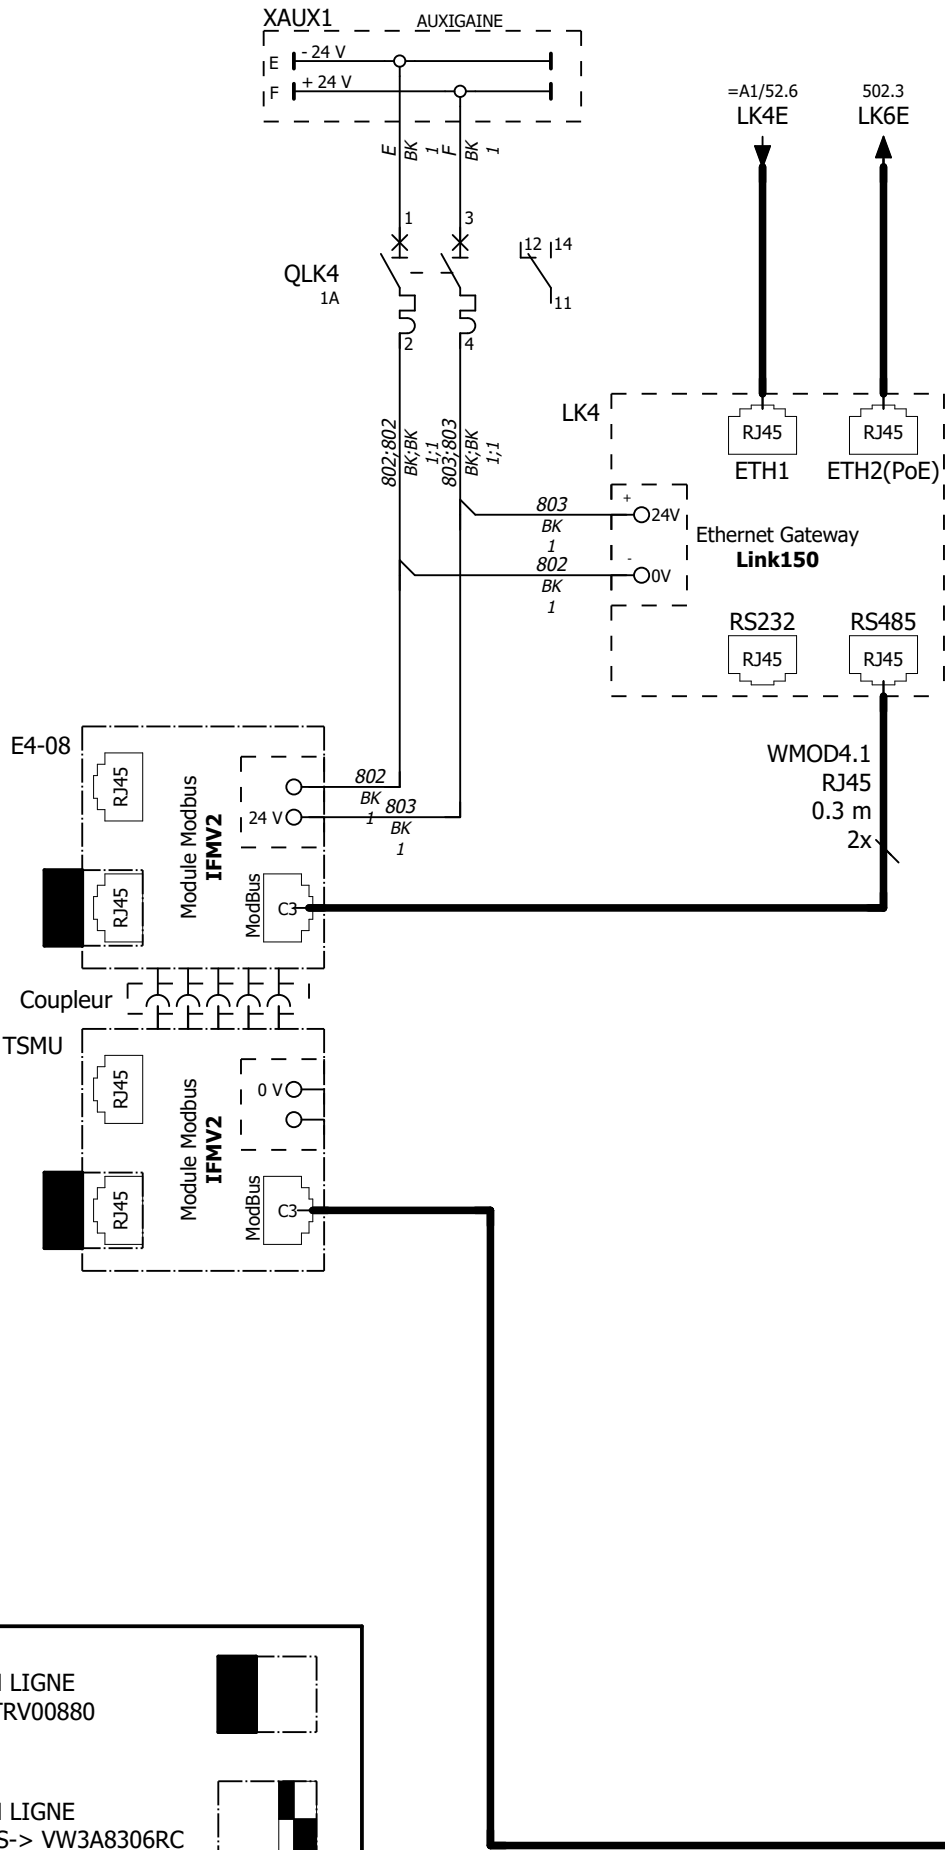 XAUX1
AUXIGAINE
E
- 24 V
F
+ 24 V
E
BK
1
F
BK
1
=A1/52.6
LK4E
502.3
LK6E
1
3
QLK4
1A
12
14
11
2
4
802;802
BK;BK
1;1
803;803
BK;BK
1;1
LK4
RJ45
ETH1
RJ45
ETH2(PoE)
803
BK
1
+
24V
Ethernet Gateway
Link150
802
BK
1
-
0V
RS232
RJ45
RS485
RJ45
E4-08
RJ45
RJ45
Module Modbus
IFMV2
24 V
802
BK
1
803
BK
1
ModBus
C3
WMOD4.1
RJ45
0.3 m
2x
Coupleur
TSMU
RJ45
RJ45
Module Modbus
IFMV2
0 V
ModBus
C3
LIGNE
TRV00880
LIGNE
S-> VW3A8306RC